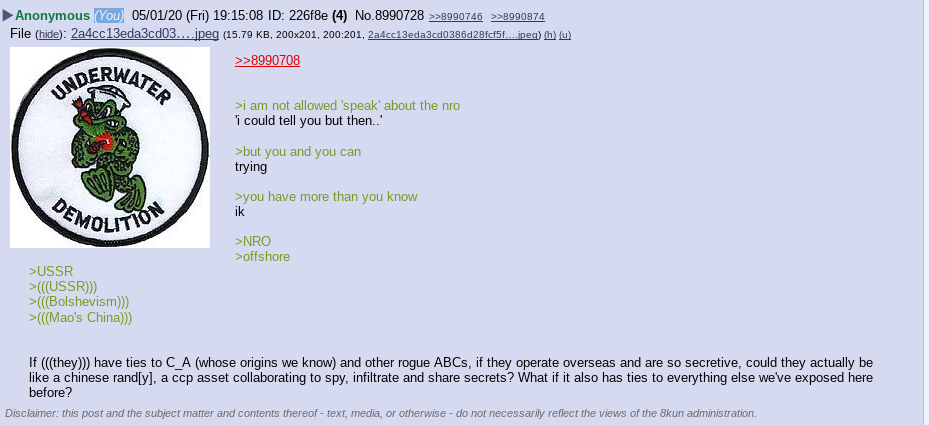 Anonymous (You) 05/01/20 (Fri) 19:15:08 ID: 226f8e (4) No.8990728 >>8990746 >>8990874
File (hide): 2a4cc13eda3cd03….jpeg (15.79 KB, 200x201, 200:201, 2a4cc13eda3cd0386d28fcf5f….jpeg) (h) (u)
UNDERWATER
DEMOLITION
>>8990708
>i am not allowed 'speak' about the nro
'i could tell you but then..'
>but you and you can
trying
>you have more than you know
ik
>NRO
>offshore
>USSR
>(((USSR)))
>(((Bolshevism)))
>(((Mao's China)))
If (((they))) have ties to C_A (whose origins we know) and other rogue ABCs, if they operate overseas and are so secretive, could they actually be
like a chinese rand[y], a ccp asset collaborating to spy, infiltrate and share secrets? What if it also has ties to everything else we've exposed here
before?
Disclaimer: this post and the subject matter and contents thereof - text, media, or otherwise - do not necessarily reflect the views of the 8kun administration.